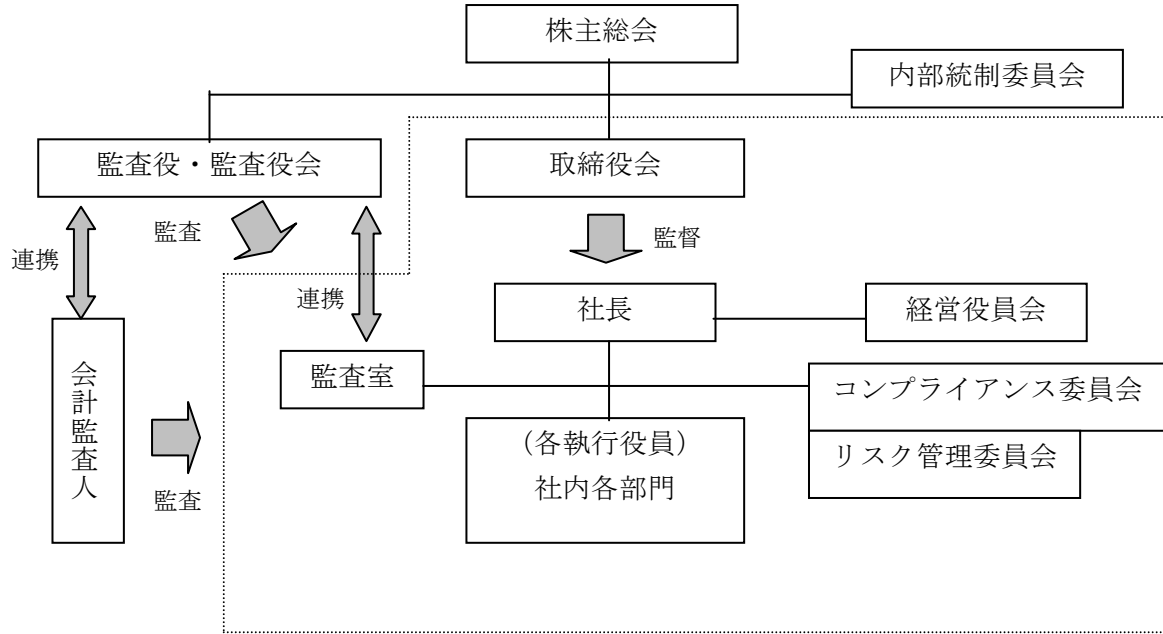 株主総会
内部統制委員会
監査役・監査役会
取締役会
監査
監督
連携
連携
社長
経営役員会
会計監査人
監査室
コンプライアンス委員会
(各執行役員)
社内各部門
リスク管理委員会
監査